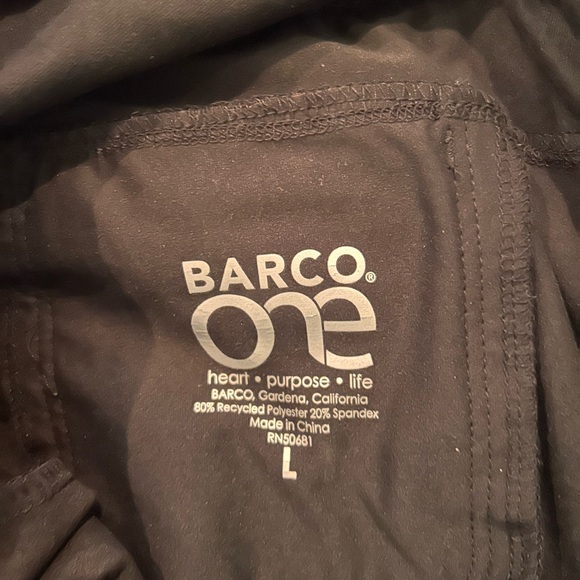 BARCO®
one
heart • purpose • life
BARCO, Gardena, California
80% Recycled Polyester 20% Spandex
Made in China
RN50681
L